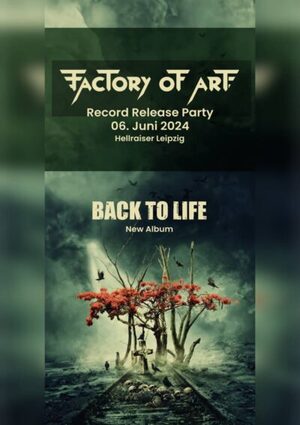 FACTORY OF ART
Record Release Party
06. Juni 2024
Hellraiser Leipzig
BACK TO LIFE
New Album